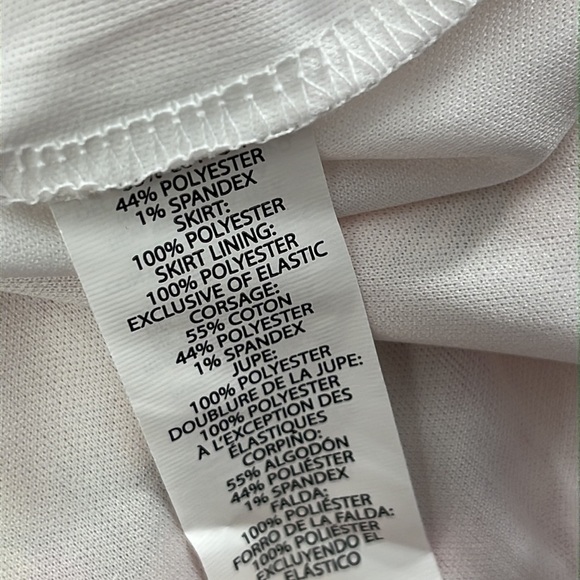 44% POLYESTER
1% SPANDEX
SKIRT:
100% POLYESTER
SKIRT LINING:
100% POLYESTER
EXCLUSIVE OF ELASTIC
CORSAGE:
55% COTON
44% POLYESTER
1% SPANDEX
JUPE:
100% POLYESTER
DOUBLURE DE LA JUPE:
100% POLYESTER
À L'EXCEPTION DES
ÉLASTIQUES
CORPIÑO:
55% ALGODÓN
44% POLIÉSTER
1% SPANDEX
FALDA:
100% POLIÉSTER
FORRO DE LA FALDA:
100% POLIÉSTER
EXCLUYENDO EL
ELÁSTICO